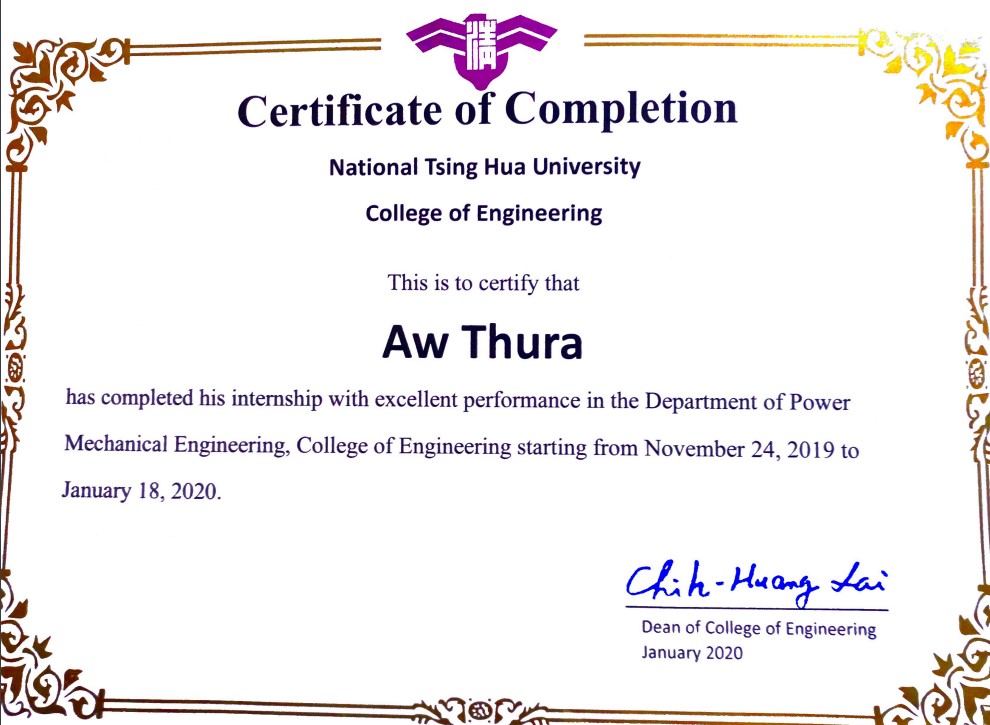 清
Certificate of Completion
National Tsing Hua University
College of Engineering
This is to certify that
Aw Thura
has completed his internship with excellent performance in the Department of Power
Mechanical Engineering, College of Engineering starting from November 24, 2019 to
January 18, 2020.
Chih-Huang Lai
Dean of College of Engineering
January 2020